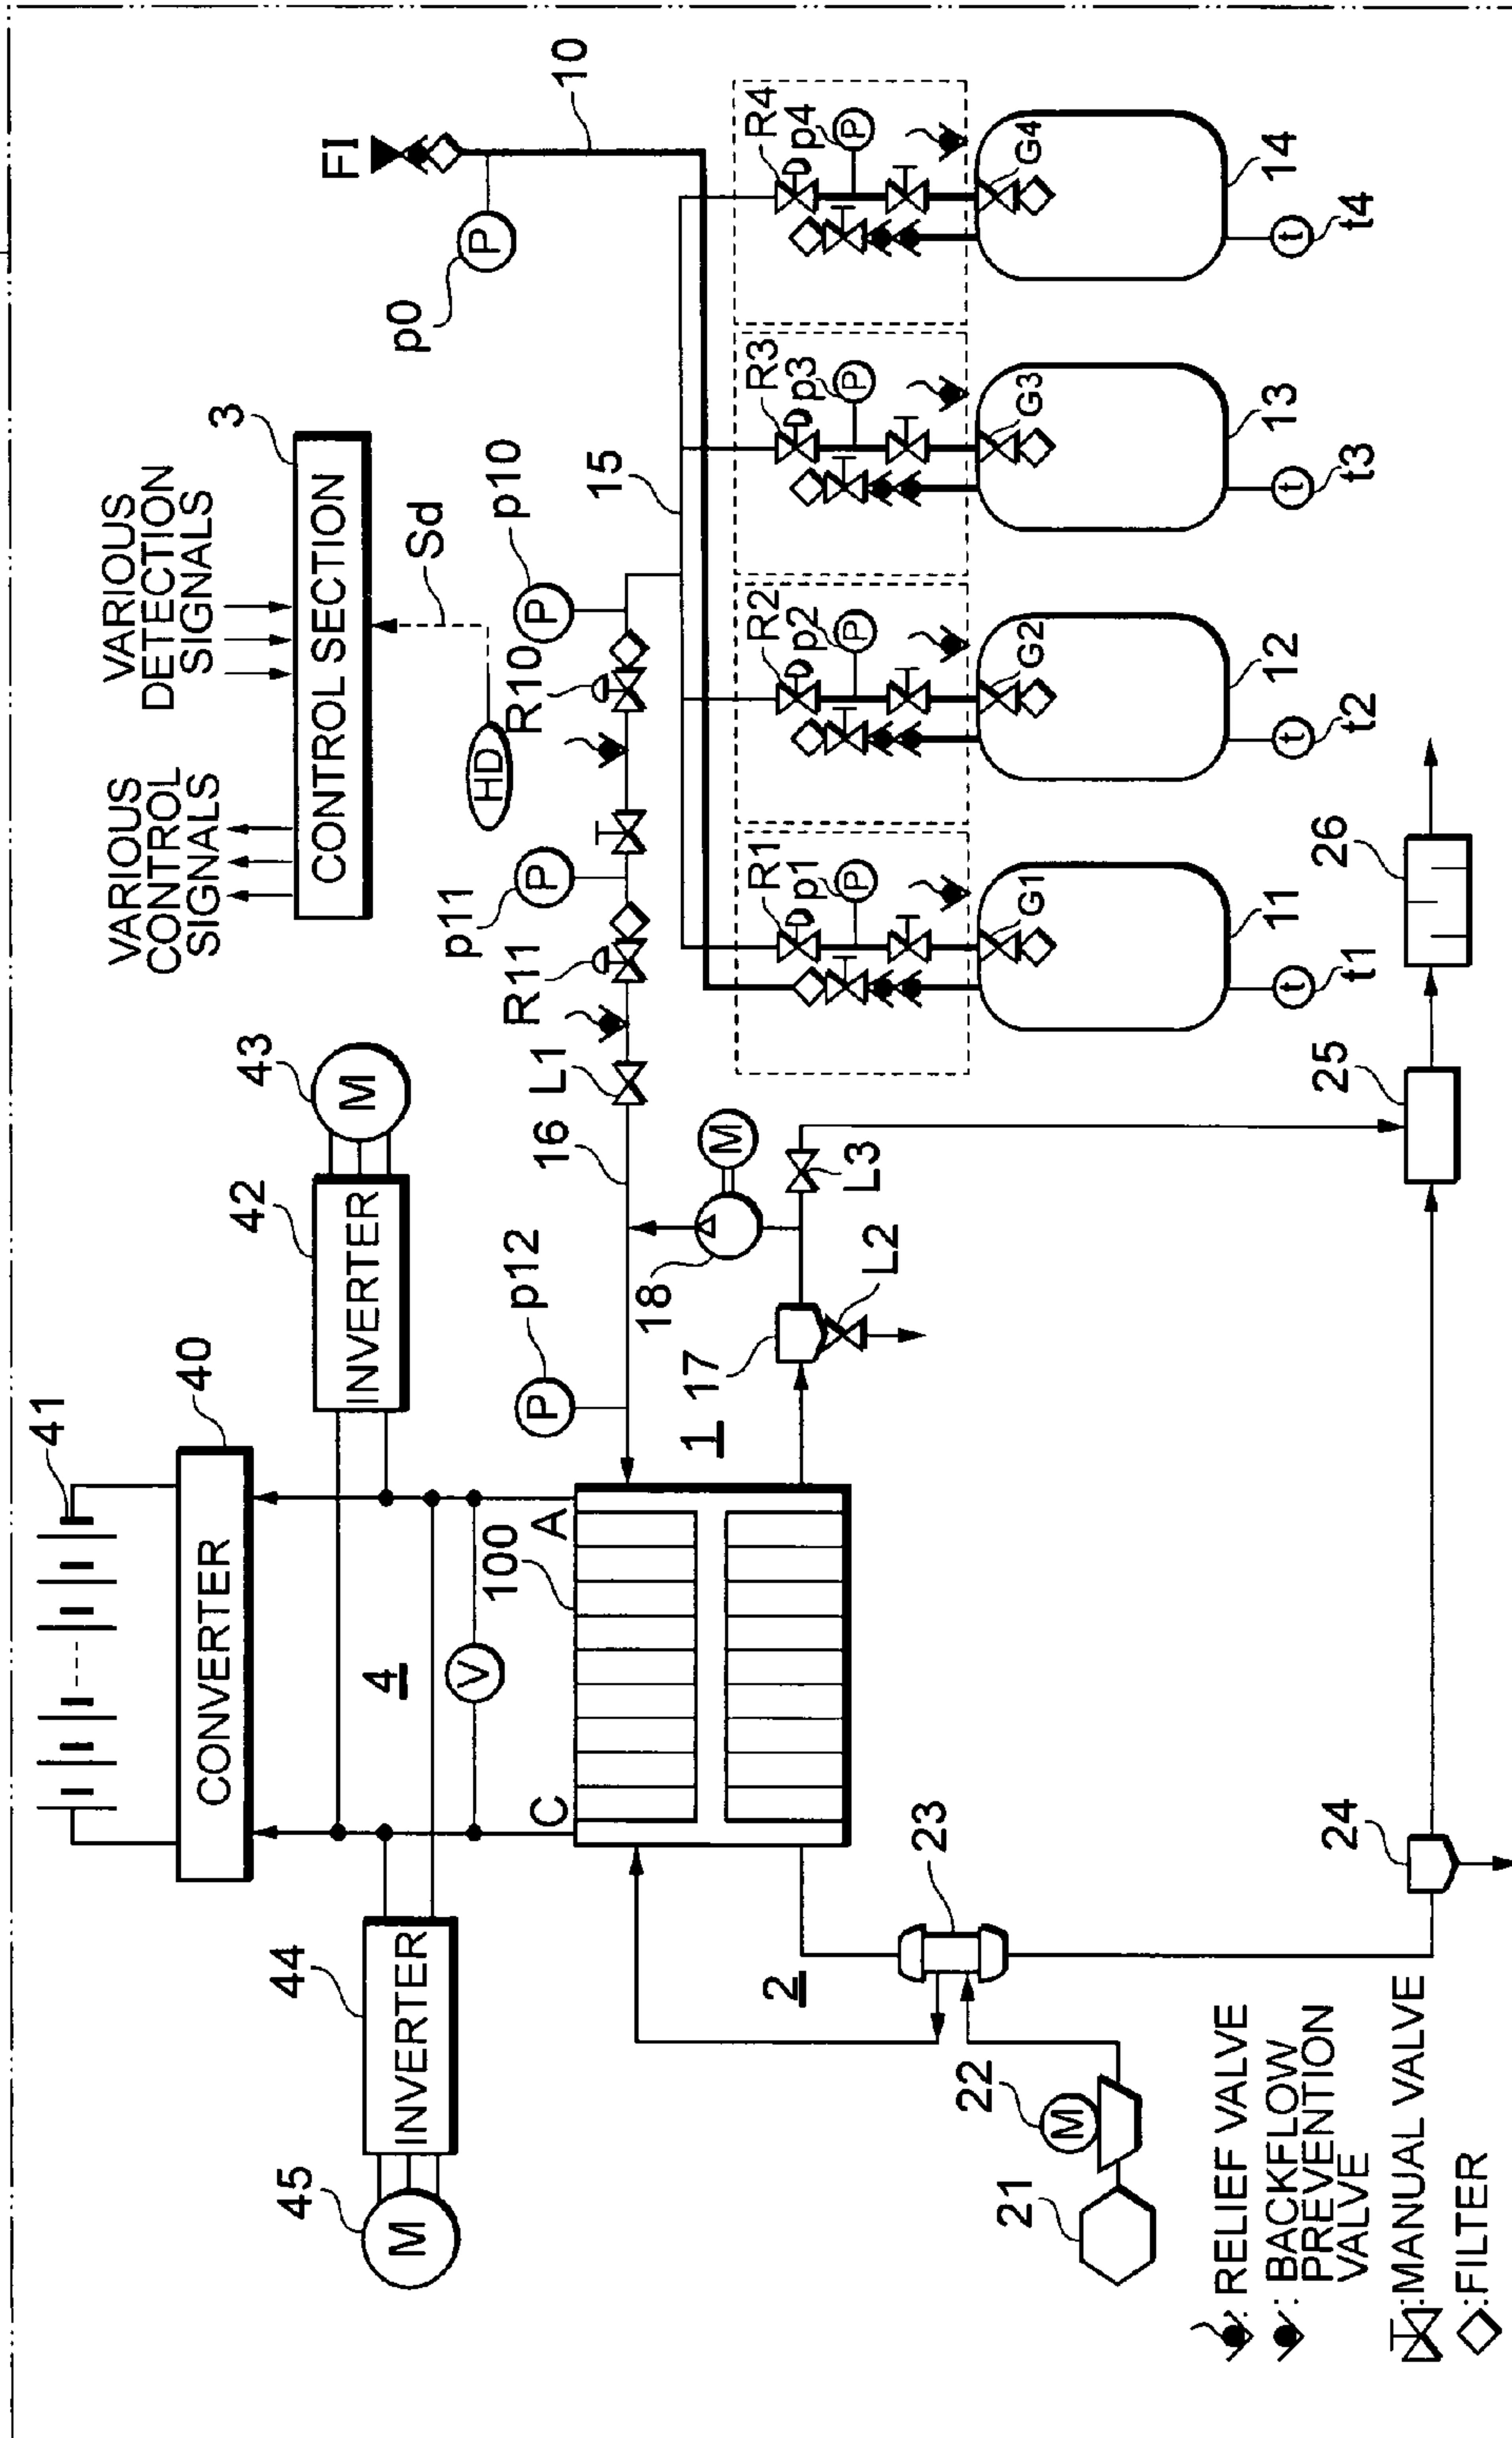 41
40
CONVERTER
42
INVERTER
43
M
44
INVERTER
45
M
4
V
100
C
A
VARIOUS
CONTROL
SIGNALS
VARIOUS
DETECTION
SIGNALS
3
CONTROL SECTION
Sd
HD
FI
10
p0
P
p12
P
16
L1
R11
p11
P
R10
p10
P
15
18
M
1
17
L2
L3
R1
p1
P
G1
11
t
t1
R2
p2
P
G2
12
t
t2
R3
p3
P
G3
13
t
t3
R4
p4
P
G4
14
t
t4
2
21
22
M
23
24
25
26
: RELIEF VALVE
: BACKFLOW
PREVENTION
VALVE
:MANUAL VALVE
:FILTER